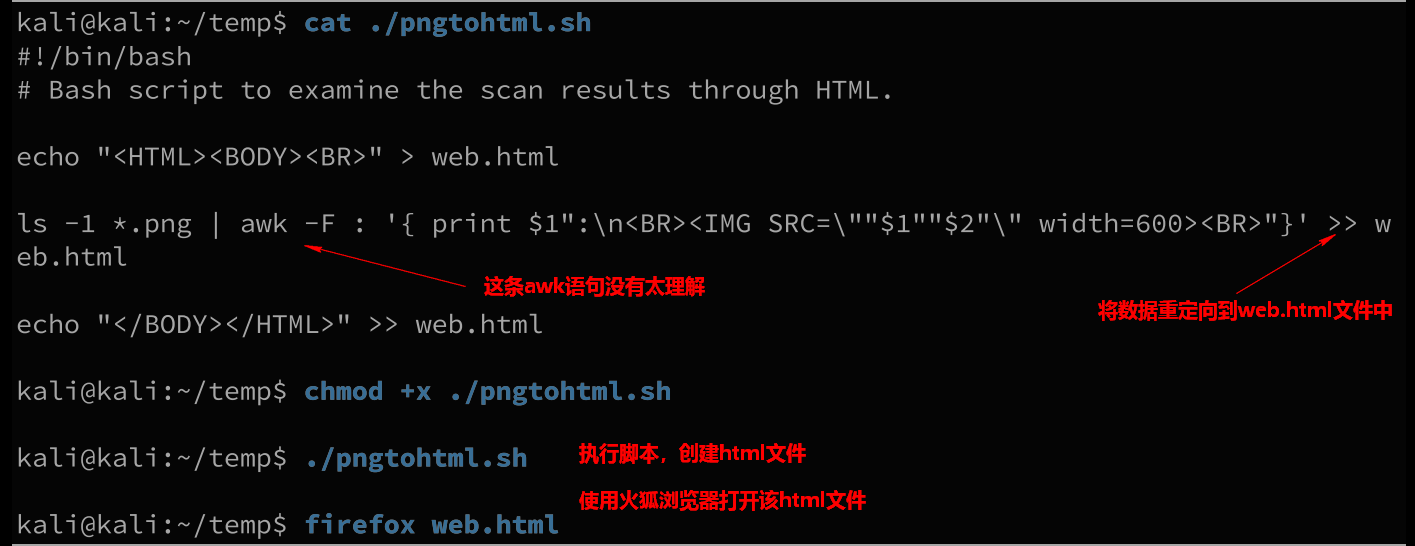 kali@kali:~/temp$ cat ./pngtohtml.sh
#!/bin/bash
# Bash script to examine the scan results through HTML.
echo "<HTML><BODY><BR>" > web.html
ls -1 *.png | awk -F : '{ print $1":\n<BR><IMG SRC=\""$1""$2"\" width=600><BR>"}' >> w
eb.html
这条awk语句没有太理解
将数据重定向到web.html文件中
echo "</BODY></HTML>" >> web.html
kali@kali:~/temp$ chmod +x ./pngtohtml.sh
kali@kali:~/temp$ ./pngtohtml.sh
执行脚本，创建html文件
使用火狐浏览器打开该html文件
kali@kali:~/temp$ firefox web.html